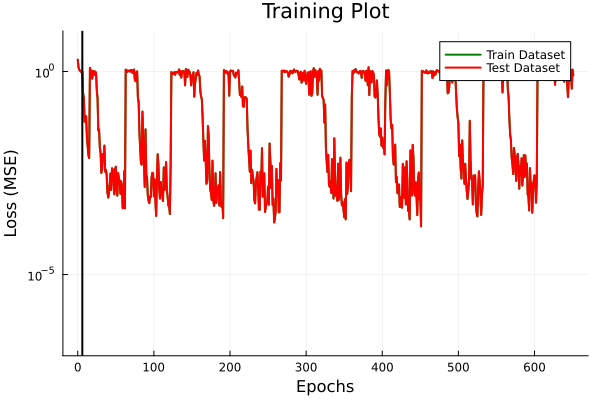 Training Plot
Train Dataset
Test Dataset
10⁰
10⁻⁵
Loss (MSE)
0 100 200 300 400 500 600
Epochs